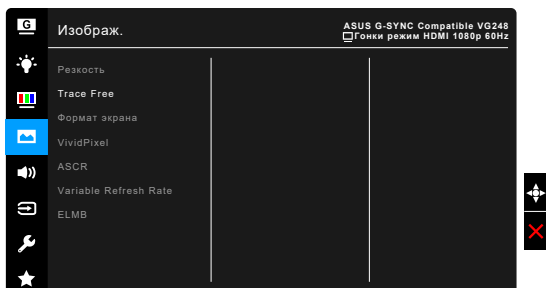 G
Изображ.
ASUS G-SYNC Compatible VG248
Гонки режим HDMI 1080p 60Hz
Резкость
Trace Free
Формат экрана
VividPixel
ASCR
Variable Refresh Rate
ELMB